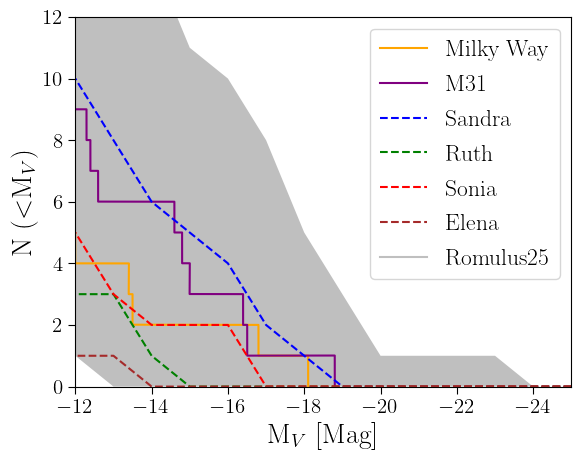 12
10
8
6
4
2
0
N (<M_V)
Milky Way
M31
Sandra
Ruth
Sonia
Elena
Romulus25
−12 −14 −16 −18 −20 −22 −24
M_V [Mag]